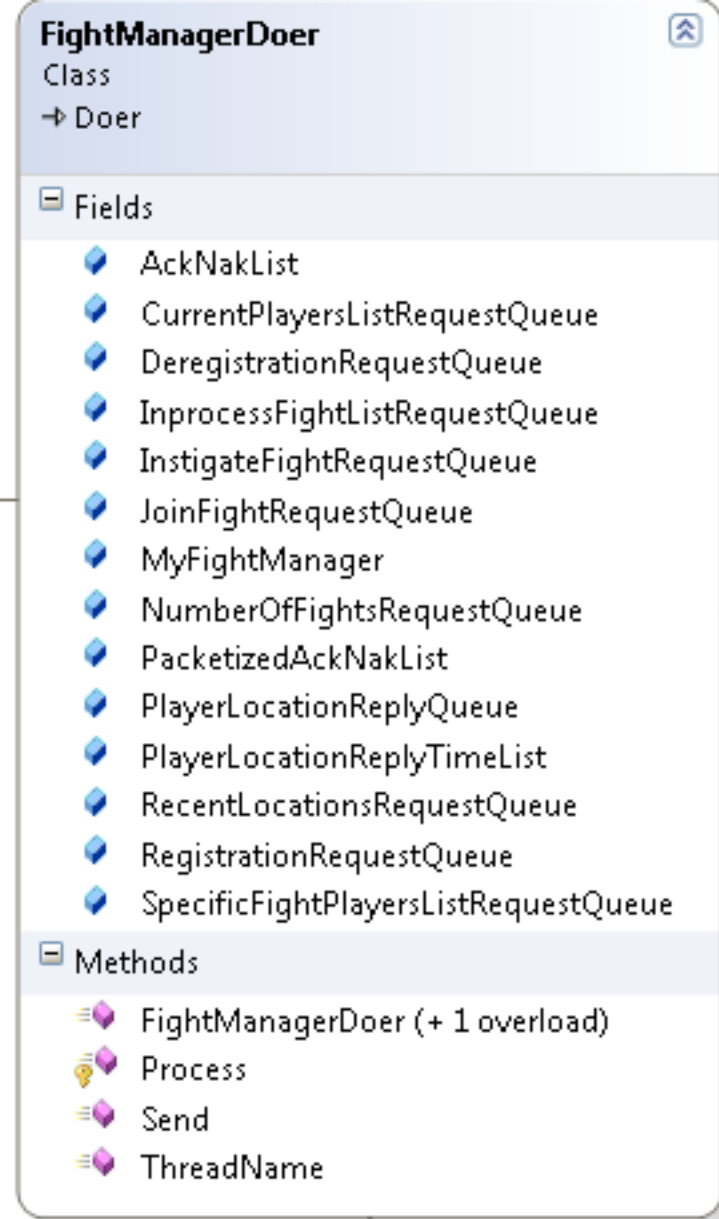 FightManagerDoer
Class
Doer
Fields
AckNakList
CurrentPlayersListRequestQueue
DeregistrationRequestQueue
InprocessFightListRequestQueue
InstigateFightRequestQueue
JoinFightRequestQueue
MyFightManager
NumberOfFightsRequestQueue
PacketizedAckNakList
PlayerLocationReplyQueue
PlayerLocationReplyTimeList
RecentLocationsRequestQueue
RegistrationRequestQueue
SpecificFightPlayersListRequestQueue
Methods
FightManagerDoer (+ 1 overload)
Process
Send
ThreadName